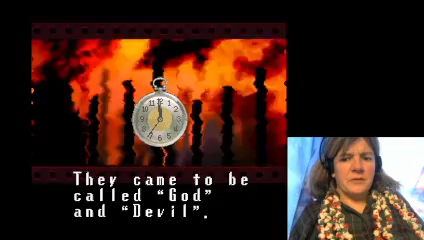 They came to be
called “God”
and “Devil”.